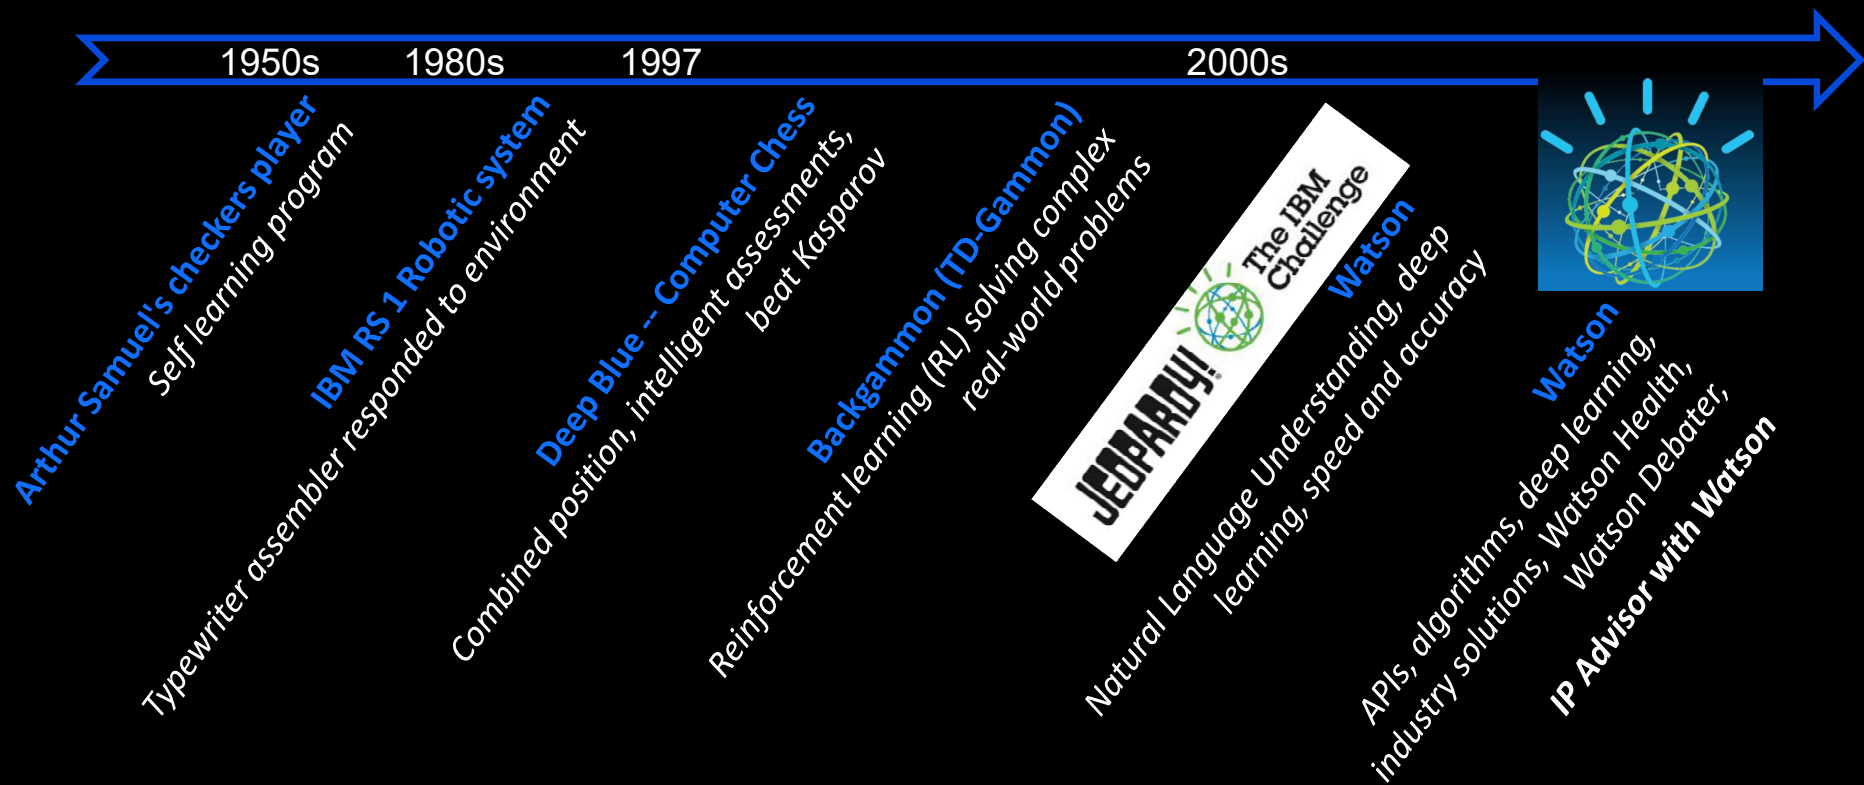 1950s 1980s 1997 2000s
Arthur Samuel's checkers player
Self learning program
IBM RS 1 Robotic system
Typewriter assembler responded to environment
Deep Blue -- Computer Chess
Combined position, intelligent assessments,
beat Kasparov
Backgammon (TD-Gammon)
Reinforcement learning (RL) solving complex
real-world problems
JEOPARDY!
The IBM
Challenge
Watson
Natural Language Understanding, deep
learning, speed and accuracy
Watson
APIs, algorithms, deep learning,
industry solutions, Watson Health,
Watson Debater,
IP Advisor with Watson